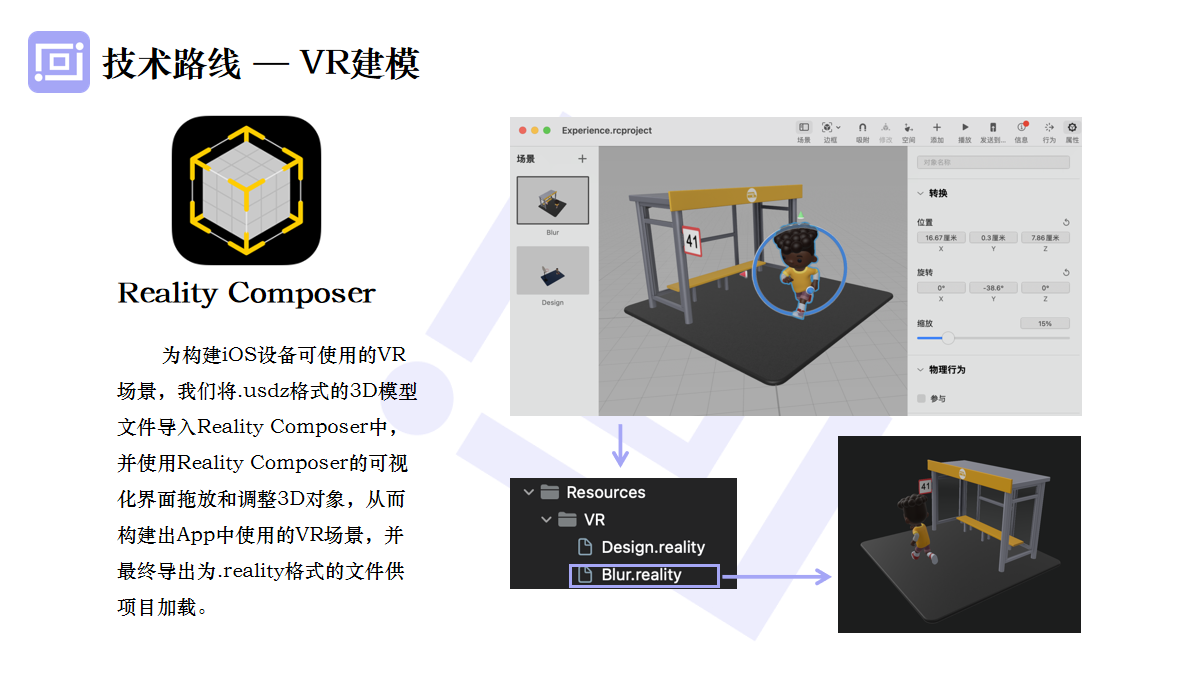 技术路线 — VR建模
Reality Composer
为构建iOS设备可使用的VR
场景，我们将.usdz格式的3D模型
文件导入Reality Composer中，
并使用Reality Composer的可视
化界面拖放和调整3D对象，从而
构建出App中使用的VR场景，并
最终导出为.reality格式的文件供
项目加载。
Experience.rcproject
场景 边框 吸附 修改 空间 添加 播放 发送到... 信息 行为 属性
场景 +
Blur
Design
41
对象名称
转换
位置
16.67厘米 0.3厘米 7.86厘米
X Y Z
旋转
0° -38.6° 0°
X Y Z
缩放 15%
物理行为
参与
Resources
VR
Design.reality
Blur.reality
41